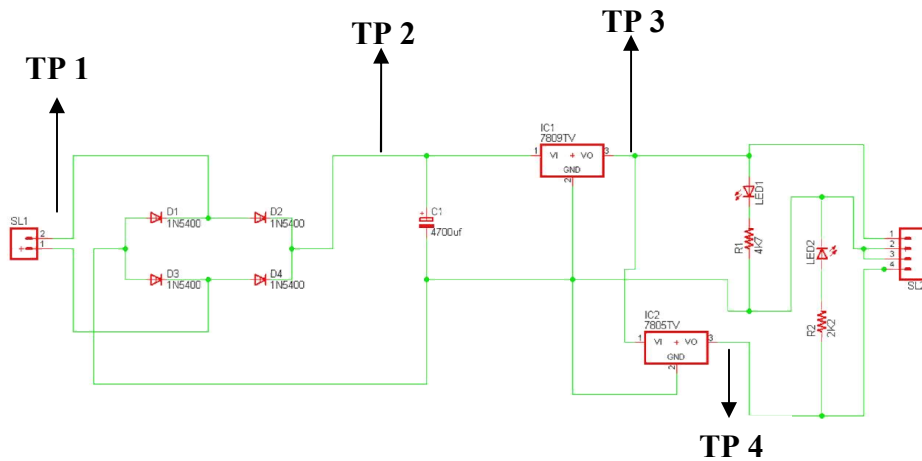 TP 1
TP 2
TP 3
TP 4
SL1
2
1
D1
1N5400
D2
1N5400
D3
1N5400
D4
1N5400
C1
4700uf
IC1
7809TV
1
VI
VO
3
GND
2
IC2
7805TV
1
VI
VO
3
GND
2
LED1
R1
4K7
LED2
R2
2K2
1
2
3
4